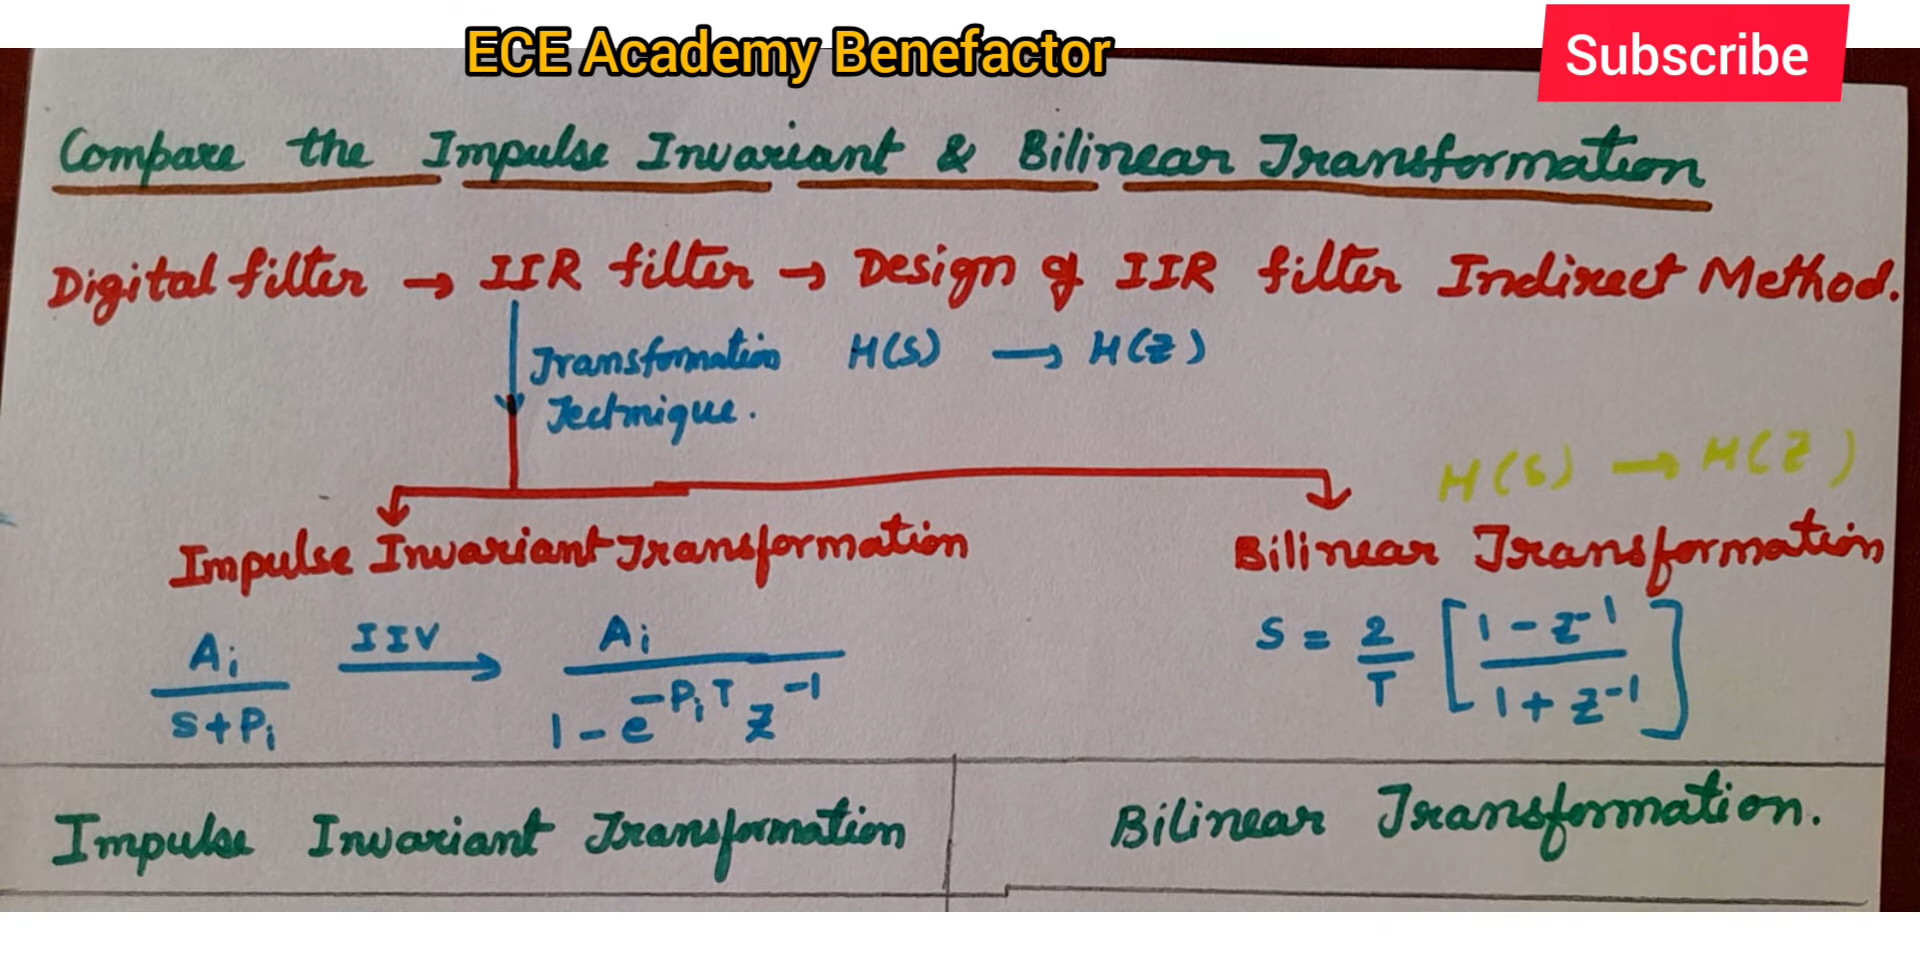 ECE Academy Benefactor
Subscribe
Compare the Impulse Invariant & Bilinear Transformation
Digital filter → IIR filter → Design of IIR filter Indirect Method.
Transformation H(S) → H(Z)
Technique.
H(S) → H(Z)
Impulse Invariant Transformation
Bilinear Transformation
Ai / S+Pi IIV → Ai / 1-e^-PiT z^-1
S = 2/T [1-z^-1 / 1+z^-1]
Impulse Invariant Transformation
Bilinear Transformation.